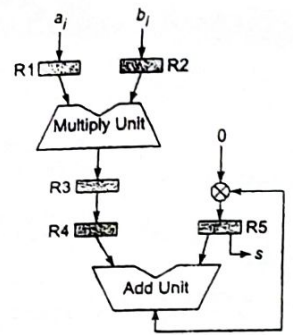 a_i b_i
R1 R2
Multiply Unit
0
R3
R4 R5
s
Add Unit